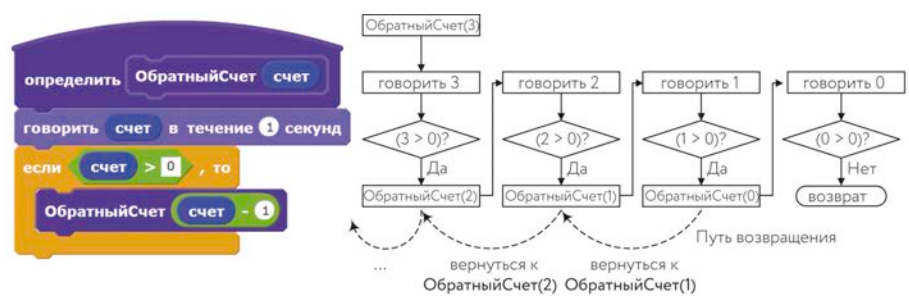 определить ОбратныйСчет счет
говорить счет в течение 1 секунд
если счет > 0 , то
ОбратныйСчет счет - 1
ОбратныйСчет(3)
говорить 3
(3 > 0)?
Да
ОбратныйСчет(2)
говорить 2
(2 > 0)?
Да
ОбратныйСчет(1)
говорить 1
(1 > 0)?
Да
ОбратныйСчет(0)
говорить 0
(0 > 0)?
Нет
возврат
Путь возвращения
...
вернуться к
ОбратныйСчет(2)
вернуться к
ОбратныйСчет(1)